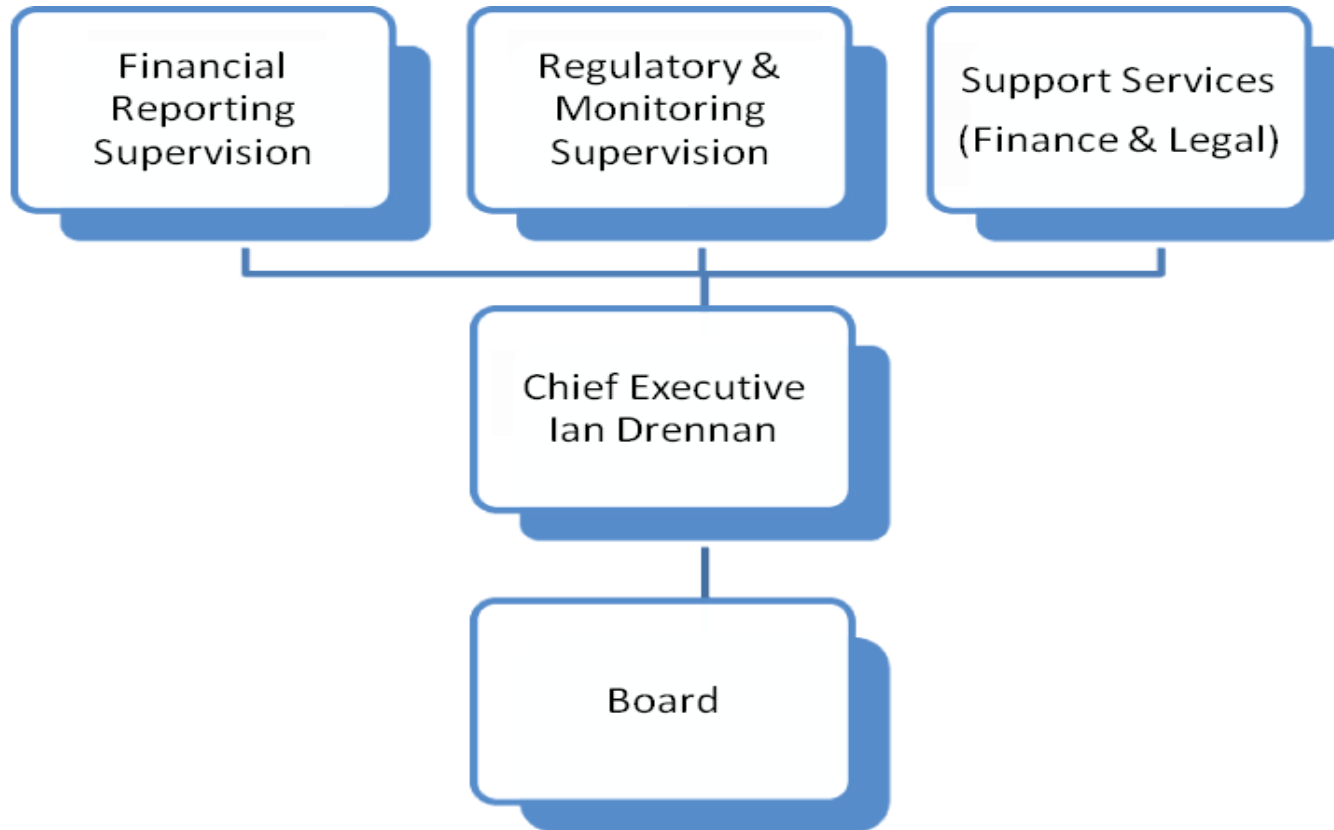 Financial
Reporting
Supervision
Regulatory &
Monitoring
Supervision
Support Services
(Finance & Legal)
Chief Executive
Ian Drennan
Board